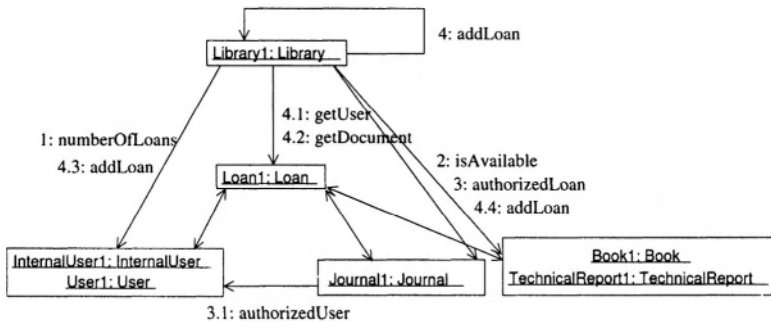 4: addLoan
Library1: Library
4.1: getUser
1: numberOfLoans
4.2: getDocument
2: isAvailable
4.3: addLoan
3: authorizedLoan
Loan1: Loan
4.4: addLoan
InternalUser1: InternalUser
User1: User
Journal1: Journal
Book1: Book
TechnicalReport1: TechnicalReport
3.1: authorizedUser